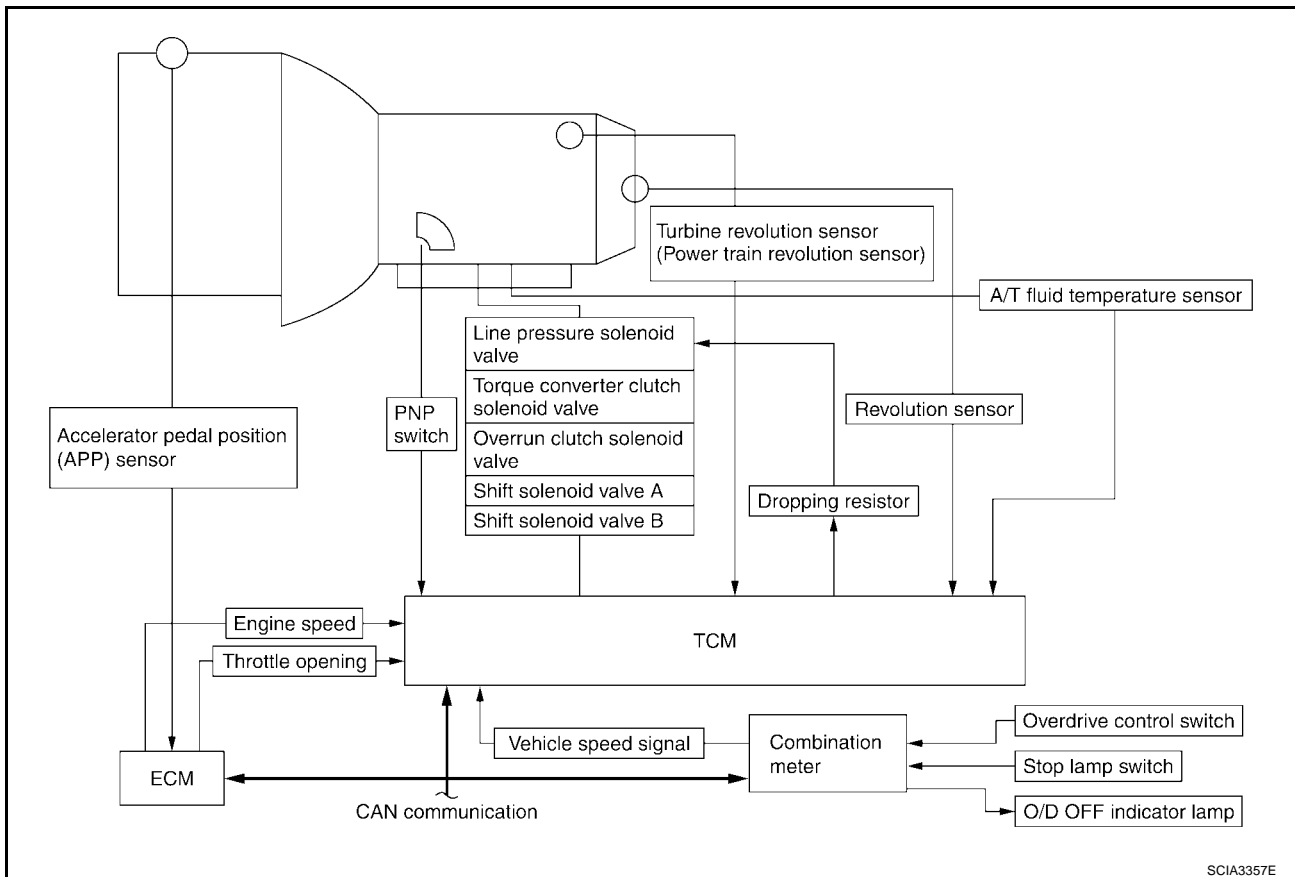 Turbine revolution sensor
(Power train revolution sensor)
A/T fluid temperature sensor
Line pressure solenoid
valve
Torque converter clutch
solenoid valve
Overrun clutch solenoid
valve
Shift solenoid valve A
Shift solenoid valve B
PNP
switch
Revolution sensor
Accelerator pedal position
(APP) sensor
Dropping resistor
Engine speed
Throttle opening
TCM
Vehicle speed signal
Combination
meter
Overdrive control switch
Stop lamp switch
O/D OFF indicator lamp
ECM
CAN communication
SCIA3357E